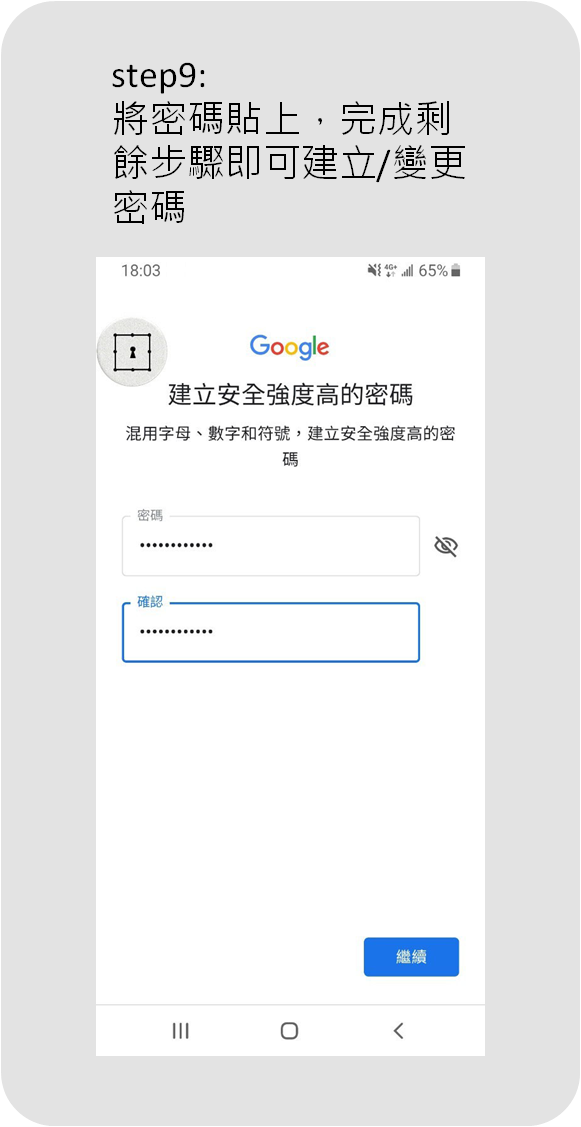 step9:
將密碼貼上，完成剩
餘步驟即可建立/變更
密碼
18:03
4G+
65%
Google
建立安全強度高的密碼
混用字母、數字和符號，建立安全強度高的密
碼
密碼
••••••••••••
確認
••••••••••••
繼續